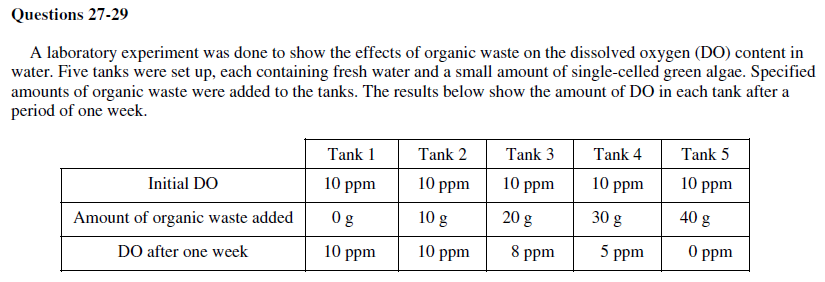 Questions 27-29
A laboratory experiment was done to show the effects of organic waste on the dissolved oxygen (DO) content in
water. Five tanks were set up, each containing fresh water and a small amount of single-celled green algae. Specified
amounts of organic waste were added to the tanks. The results below show the amount of DO in each tank after a
period of one week.
Tank 1 Tank 2 Tank 3 Tank 4 Tank 5
Initial DO 10 ppm 10 ppm 10 ppm 10 ppm 10 ppm
Amount of organic waste added 0 g 10 g 20 g 30 g 40 g
DO after one week 10 ppm 10 ppm 8 ppm 5 ppm 0 ppm